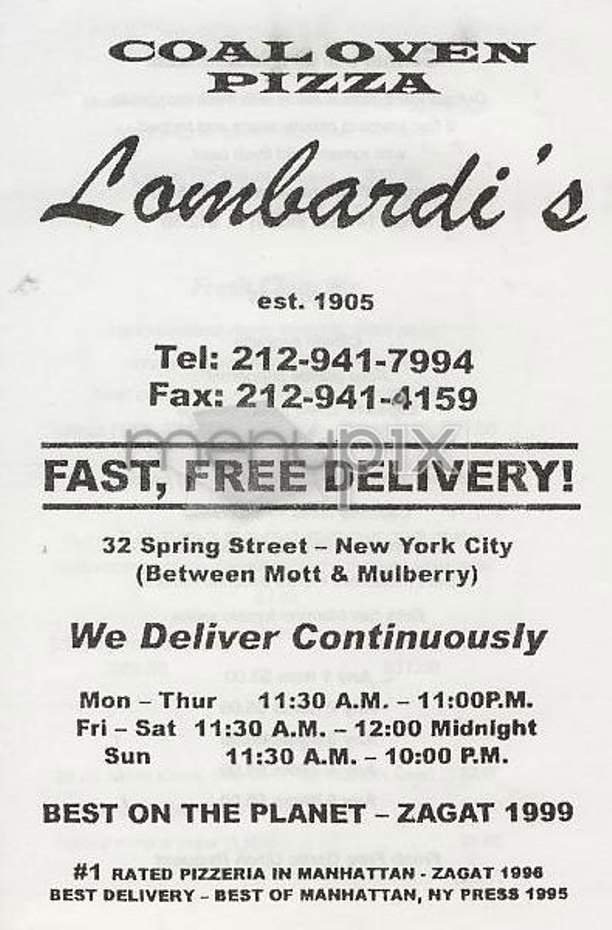 COAL OVEN
PIZZA
Lombardi's
est. 1905
Tel: 212-941-7994
Fax: 212-941-4159
menupix
FAST, FREE DELIVERY!
32 Spring Street – New York City
(Between Mott & Mulberry)
We Deliver Continuously
Mon – Thur 11:30 A.M. – 11:00P.M.
Fri – Sat 11:30 A.M. – 12:00 Midnight
Sun 11:30 A.M. – 10:00 P.M.
BEST ON THE PLANET – ZAGAT 1999
#1 RATED PIZZERIA IN MANHATTAN - ZAGAT 1996
BEST DELIVERY – BEST OF MANHATTAN, NY PRESS 1995